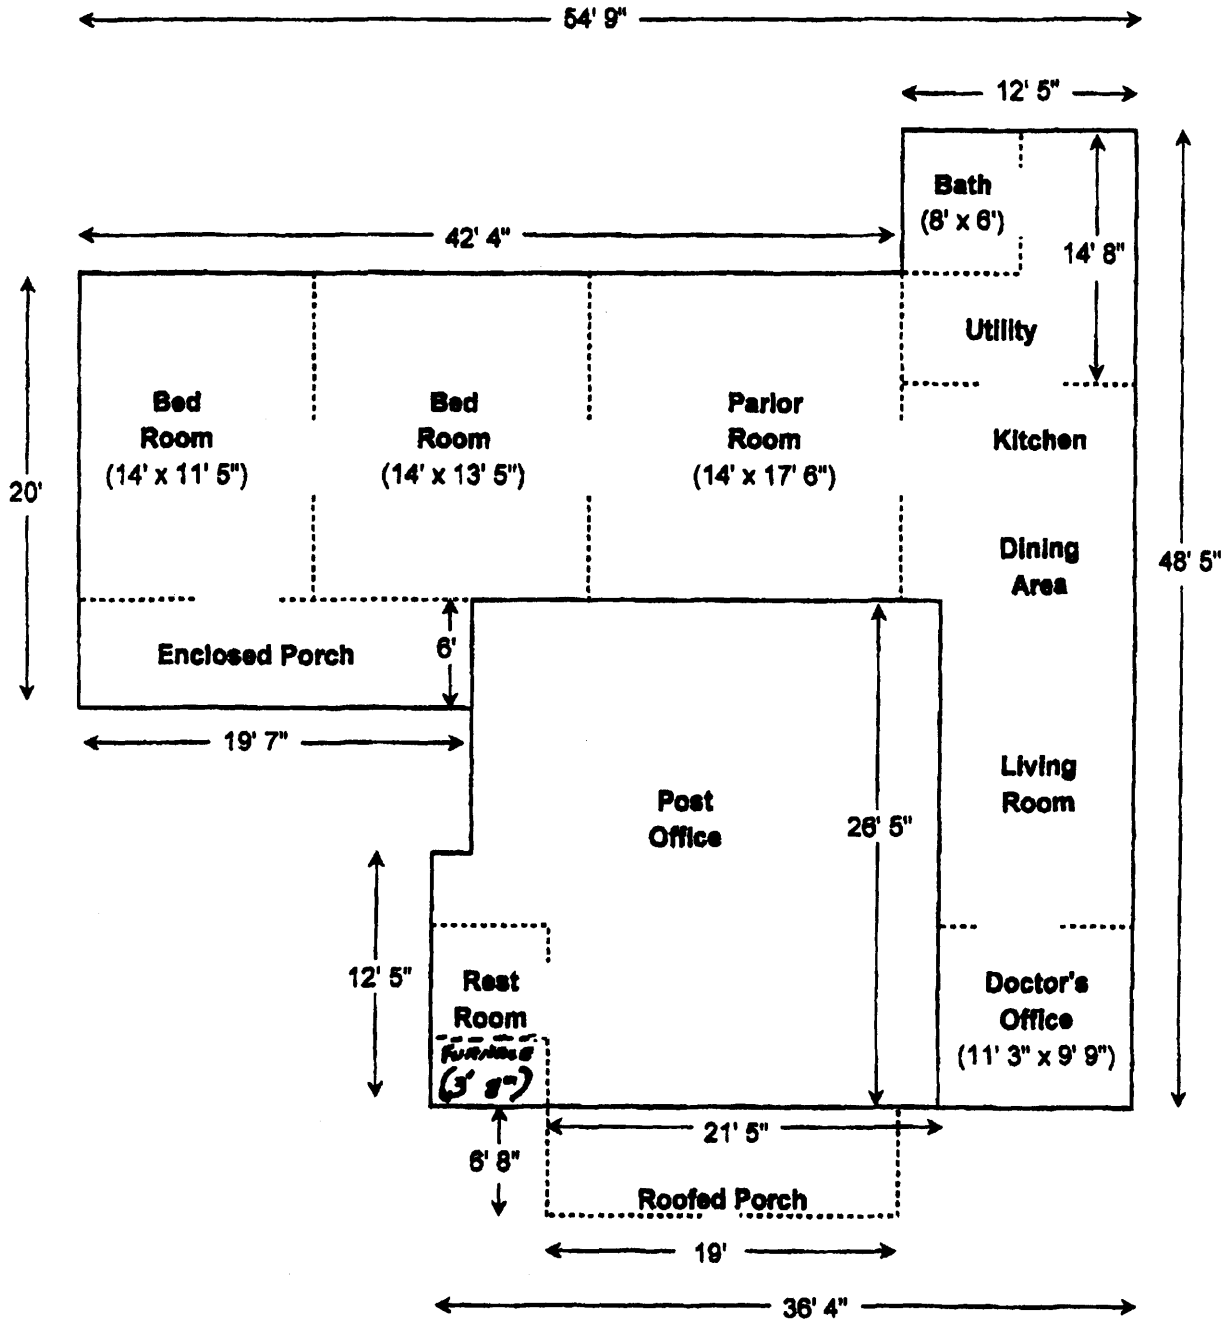 54' 9"
12' 5"
Bath
(8' x 6')
42' 4"
14' 8"
Utility
Bed
Room
(14' x 11' 5")
Bed
Room
(14' x 13' 5")
Parlor
Room
(14' x 17' 6")
Kitchen
20'
Dining
Area
48' 5"
Enclosed Porch
6'
19' 7"
Living
Room
Post
Office
26' 5"
12' 5"
Rest
Room
FURNACE
(3' 8")
Doctor's
Office
(11' 3" x 9' 9")
21' 5"
6' 8"
Roofed Porch
19'
36' 4"